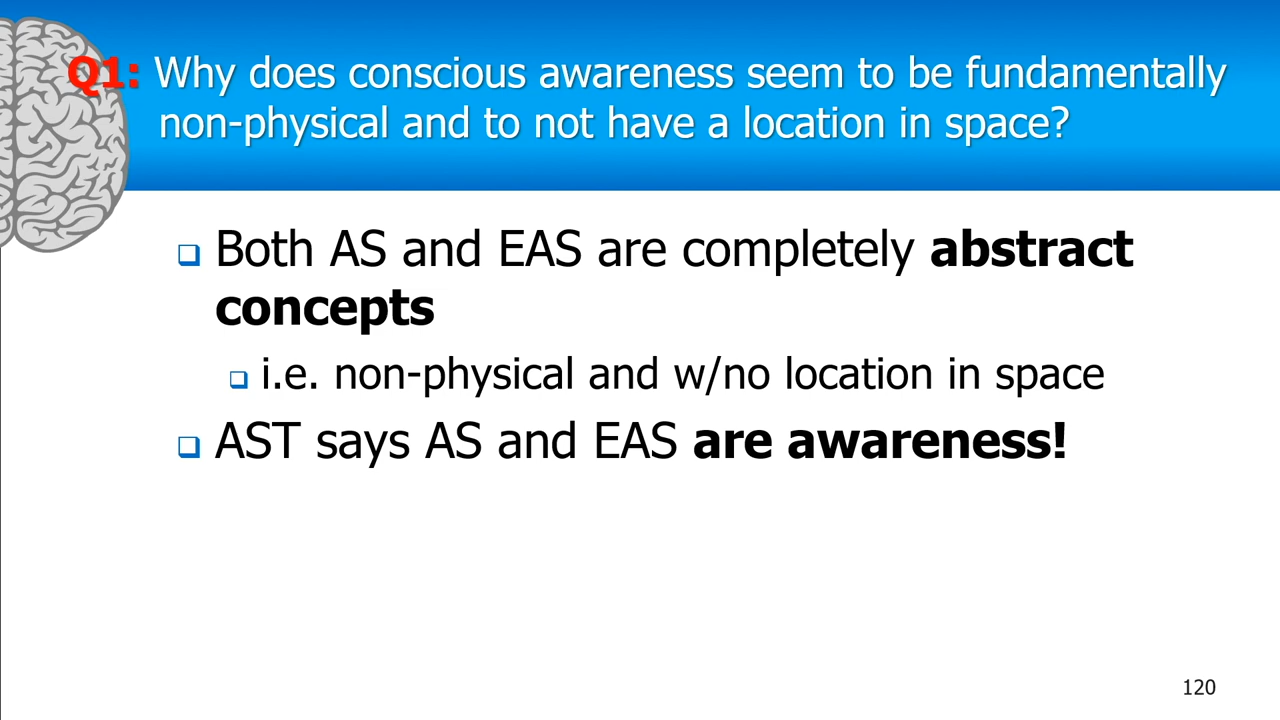 Q1: Why does conscious awareness seem to be fundamentally
non-physical and to not have a location in space?
Both AS and EAS are completely abstract
concepts
i.e. non-physical and w/no location in space
AST says AS and EAS are awareness!
120